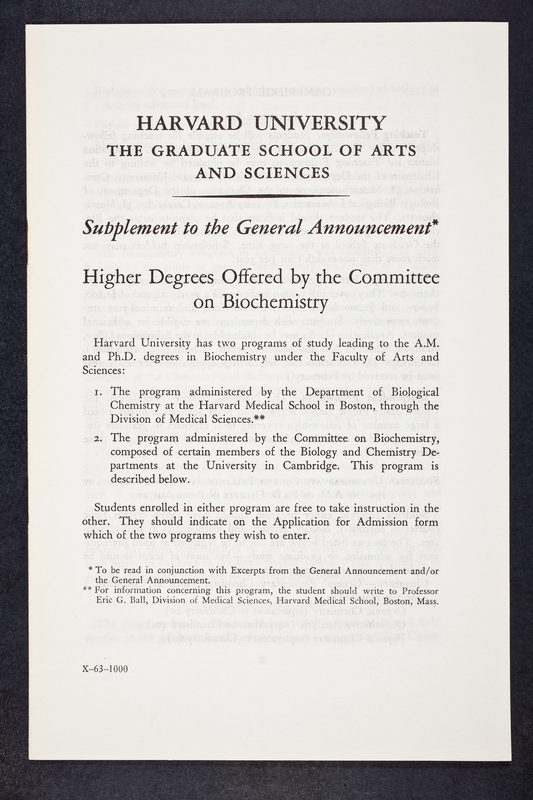 HARVARD UNIVERSITY
THE GRADUATE SCHOOL OF ARTS
AND SCIENCES
Supplement to the General Announcement*
Higher Degrees Offered by the Committee
on Biochemistry
Harvard University has two programs of study leading to the A.M.
and Ph.D. degrees in Biochemistry under the Faculty of Arts and
Sciences:
1. The program administered by the Department of Biological
Chemistry at the Harvard Medical School in Boston, through the
Division of Medical Sciences.**
2. The program administered by the Committee on Biochemistry,
composed of certain members of the Biology and Chemistry De-
partments at the University in Cambridge. This program is
described below.
Students enrolled in either program are free to take instruction in the
other. They should indicate on the Application for Admission form
which of the two programs they wish to enter.
* To be read in conjunction with Excerpts from the General Announcement and/or
the General Announcement.
** For information concerning this program, the student should write to Professor
Eric G. Ball, Division of Medical Sciences, Harvard Medical School, Boston, Mass.
X-63-1000